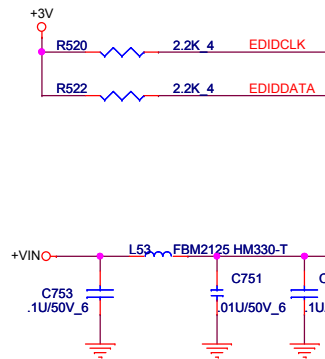 +3V
R520 2.2K_4 EDIDCLK
R522 2.2K_4 EDIDDATA
+VIN L53 FBM2125 HM330-T
C753 C751 C
.1U/50V_6 .01U/50V_6 .1U/